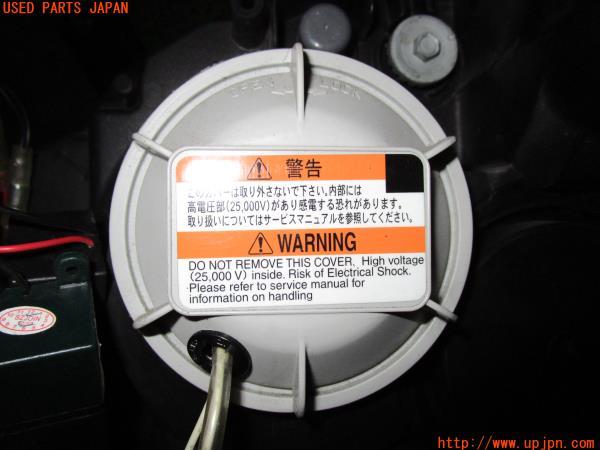 USED PARTS JAPAN
OPEN LOCK
警告
このカバーは取り外さないで下さい。内部には
高電圧部(25,000V)があり感電する恐れがあります。
取り扱いについてはサービスマニュアルを参照してください。
WARNING
DO NOT REMOVE THIS COVER. High voltage
(25,000 V) inside. Risk of Electrical Shock.
Please refer to service manual for
information on handling
http://www.upjpn.com